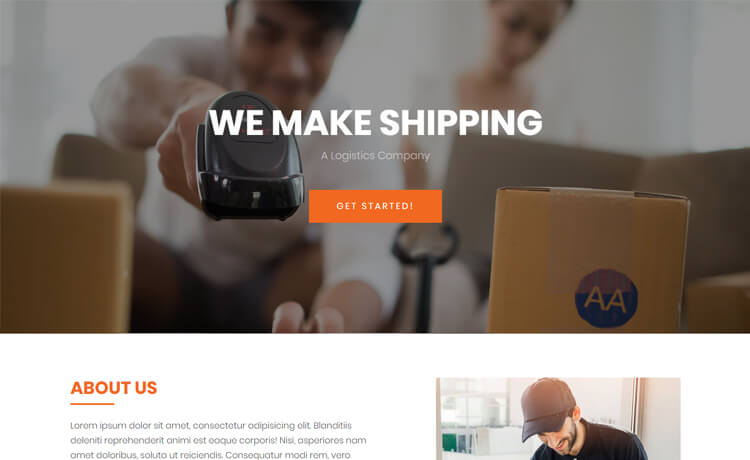 WE MAKE SHIPPING
A Logistics Company
GET STARTED!
AA
ABOUT US
Lorem ipsum dolor sit amet, consectetur adipisicing elit. Blanditiis
deleniti reprehenderit animi est eaque corporis! Nisi, asperiores nam
amet doloribus, soluta ut reiciendis. Consequatur modi rem, vero